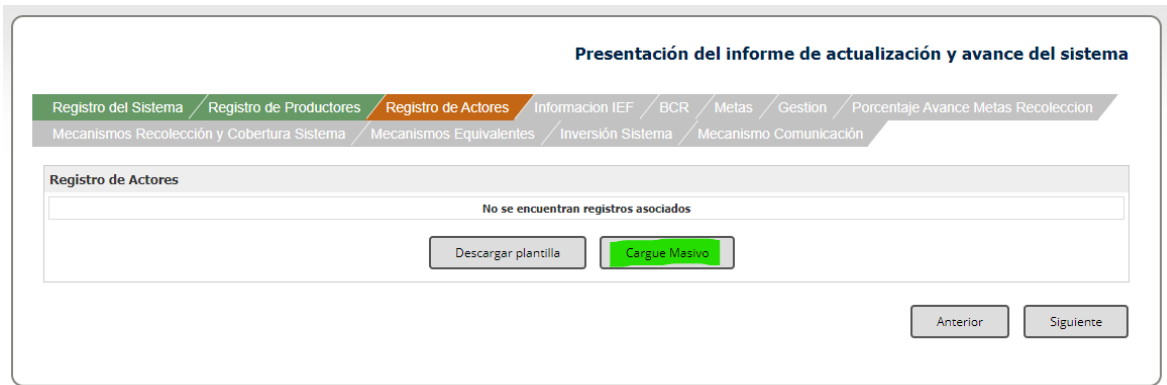 Presentación del informe de actualización y avance del sistema
Registro del Sistema Registro de Productores Registro de Actores Informacion IEF BCR Metas Gestion Porcentaje Avance Metas Recoleccion
Mecanismos Recolección y Cobertura Sistema Mecanismos Equivalentes Inversión Sistema Mecanismo Comunicación
Registro de Actores
No se encuentran registros asociados
Descargar plantilla Cargue Masivo
Anterior Siguiente